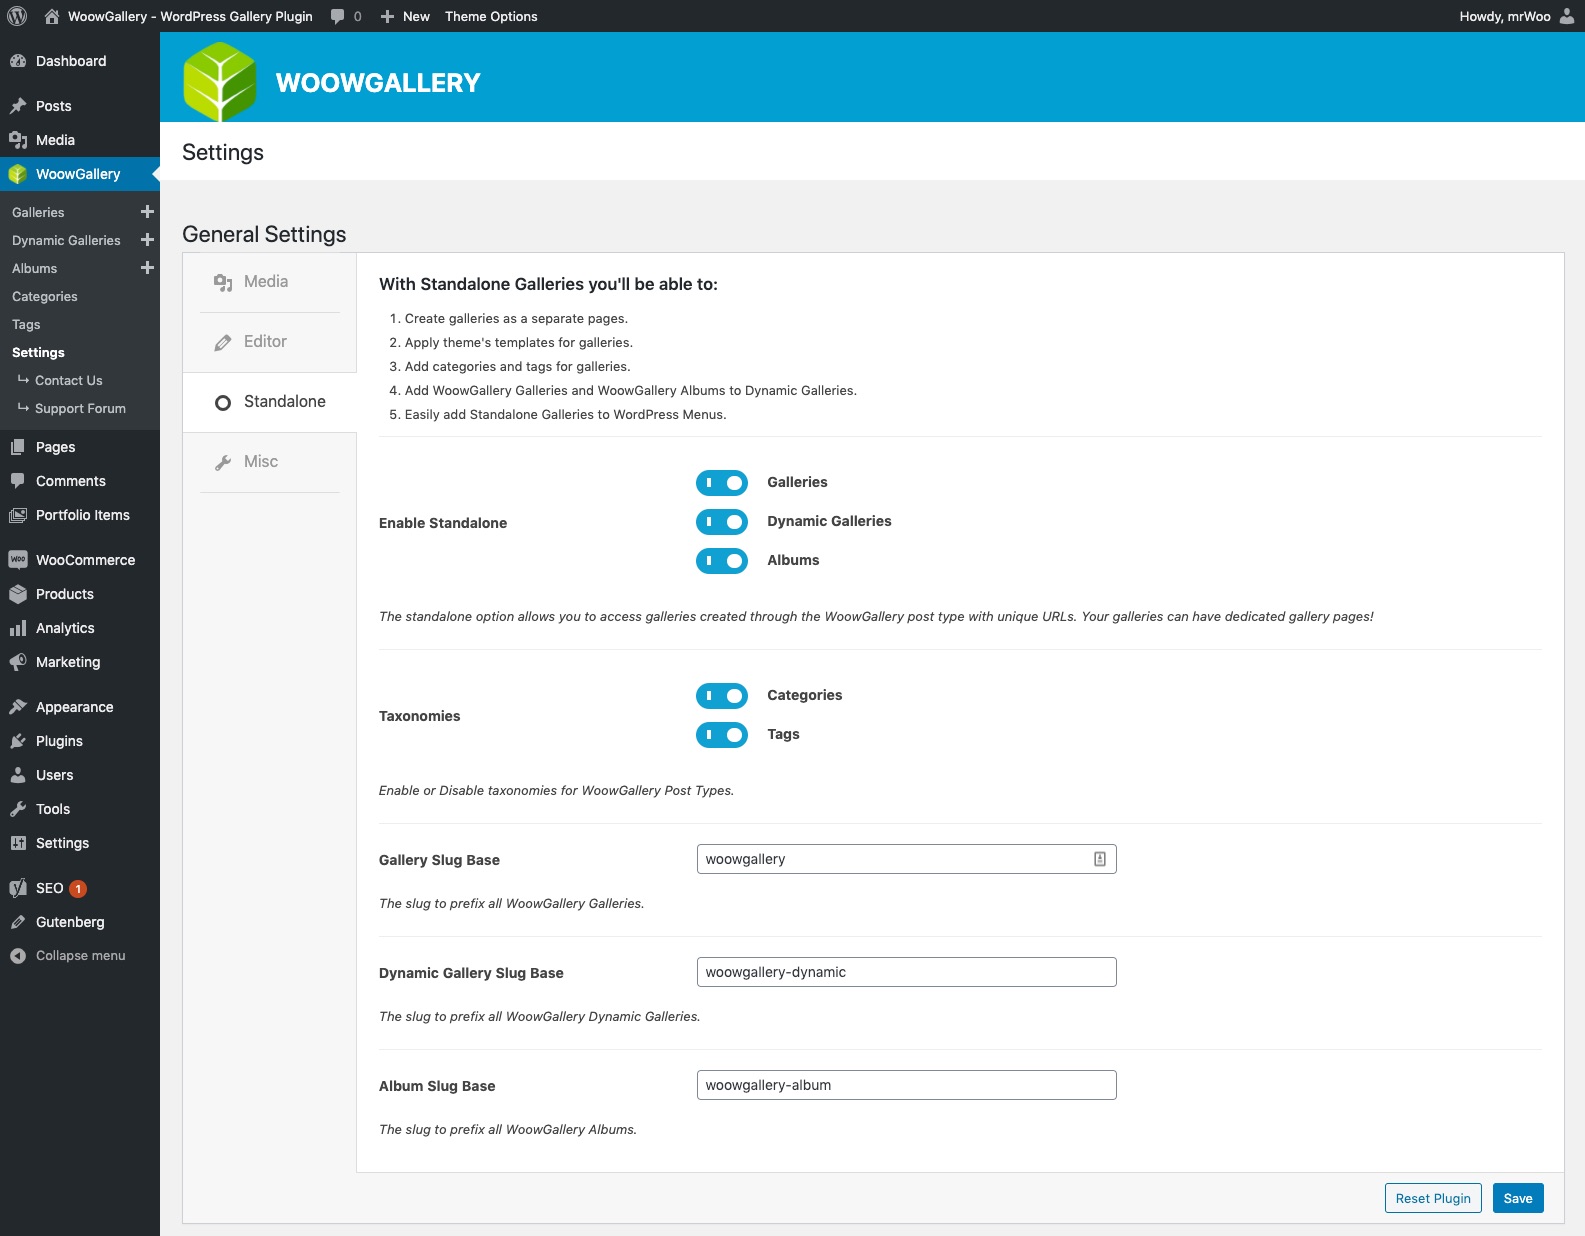 WoowGallery - WordPress Gallery Plugin 0 New Theme Options Howdy, mrWoo
Dashboard
Posts
Media
WoowGallery
Galleries
Dynamic Galleries
Albums
Categories
Tags
Settings
Contact Us
Support Forum
Pages
Comments
Portfolio Items
WooCommerce
Products
Analytics
Marketing
Appearance
Plugins
Users
Tools
Settings
SEO 1
Gutenberg
Collapse menu
WOOWGALLERY
Settings
General Settings
Media
Editor
Standalone
Misc
With Standalone Galleries you'll be able to:
1. Create galleries as a separate pages.
2. Apply theme's templates for galleries.
3. Add categories and tags for galleries.
4. Add WoowGallery Galleries and WoowGallery Albums to Dynamic Galleries.
5. Easily add Standalone Galleries to WordPress Menus.
Enable Standalone
Galleries
Dynamic Galleries
Albums
The standalone option allows you to access galleries created through the WoowGallery post type with unique URLs. Your galleries can have dedicated gallery pages!
Taxonomies
Categories
Tags
Enable or Disable taxonomies for WoowGallery Post Types.
Gallery Slug Base
woowgallery
The slug to prefix all WoowGallery Galleries.
Dynamic Gallery Slug Base
woowgallery-dynamic
The slug to prefix all WoowGallery Dynamic Galleries.
Album Slug Base
woowgallery-album
The slug to prefix all WoowGallery Albums.
Reset Plugin
Save